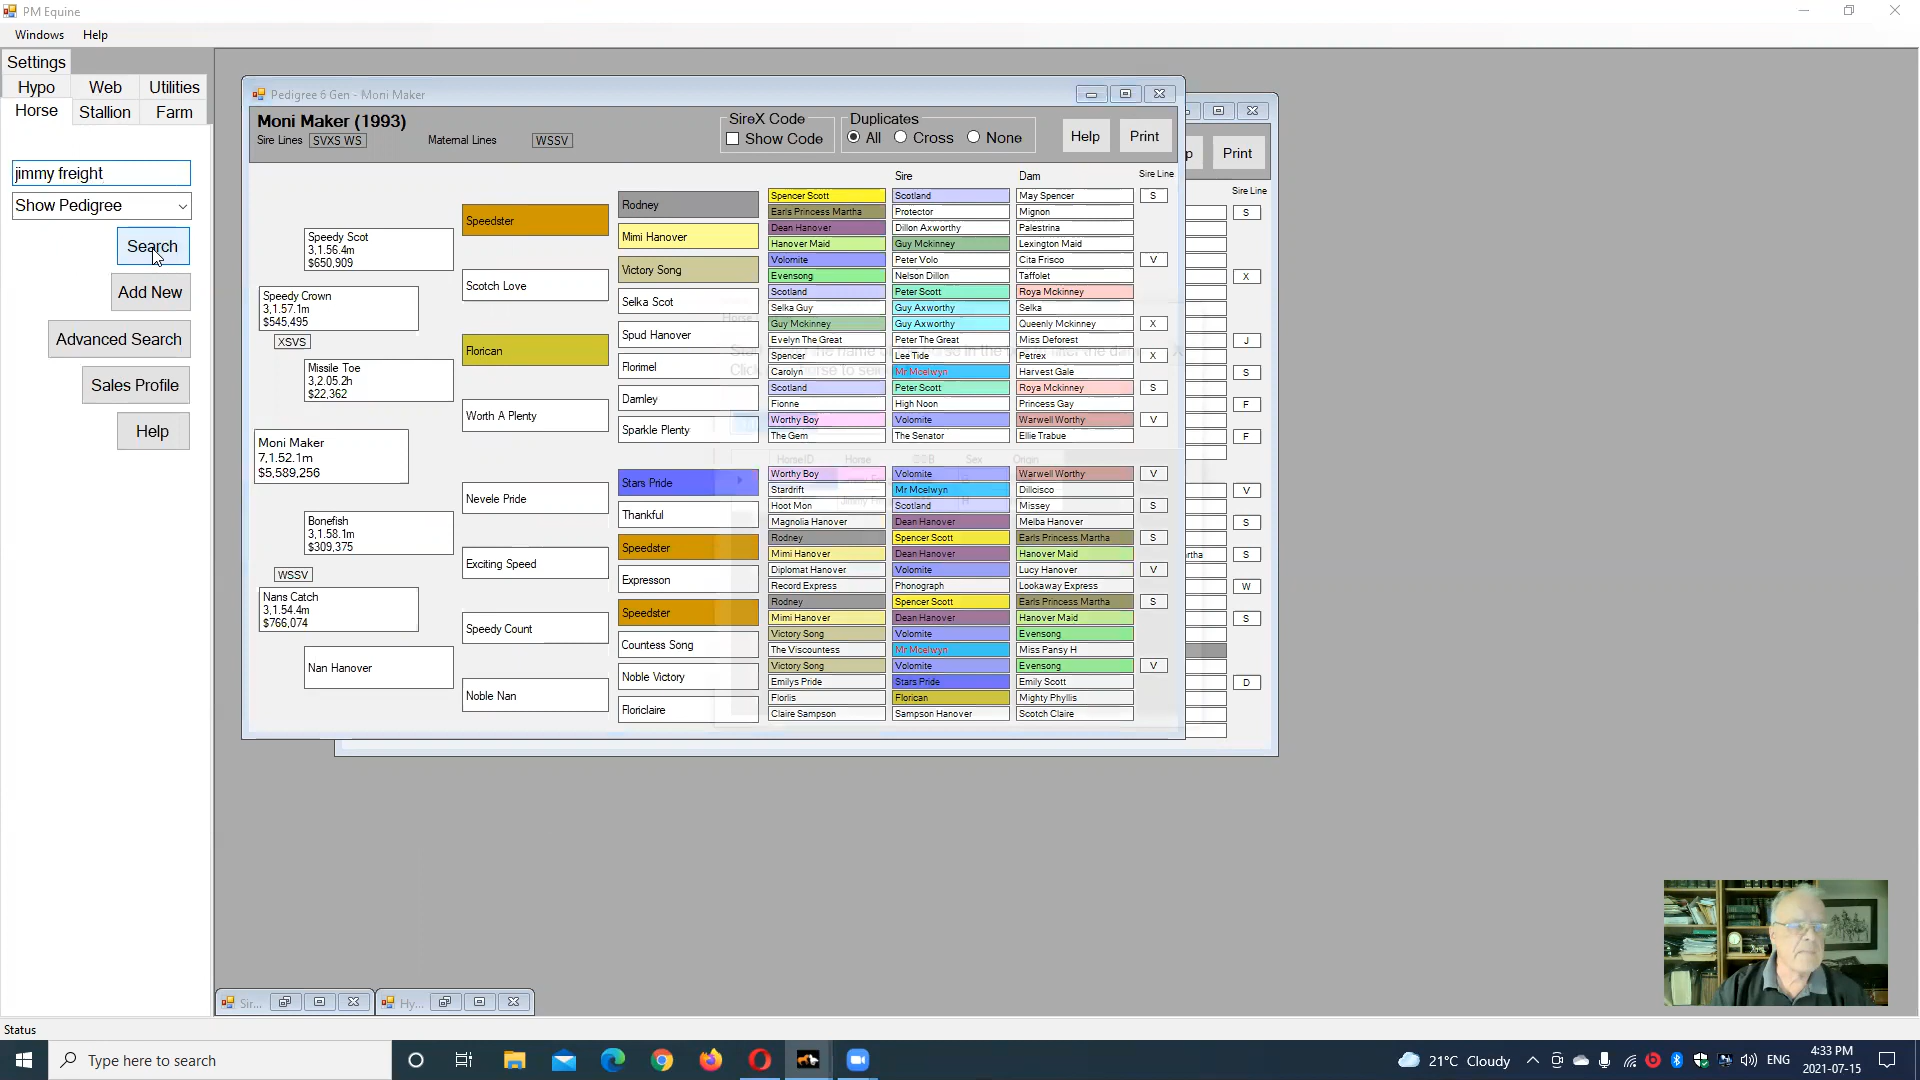 PM Equine
Windows Help
Settings
Hypo Web Utilities
Horse Stallion Farm
jimmy freight
Show Pedigree
Search
Add New
Advanced Search
Sales Profile
Help
Pedigree 6 Gen - Moni Maker
Moni Maker (1993)
Sire Lines SVXS WS Maternal Lines WSSV
SireX Code
Show Code
Duplicates
All Cross None
Help Print
Print
Sire Dam Sire Line
Sire Line
Speedy Scot
3,1.56.4m
$650,909
Speedy Crown
3,1.57.1m
$545,495
XSVS
Missile Toe
3,2.05.2h
$22,362
Moni Maker
7,1.52.1m
$5,589,256
Bonefish
3,1.58.1m
$309,375
WSSV
Nans Catch
3,1.54.4m
$766,074
Nan Hanover
Speedster
Scotch Love
Florican
Worth A Plenty
Nevele Pride
Exciting Speed
Speedy Count
Noble Nan
Rodney
Mimi Hanover
Victory Song
Selka Scot
Spud Hanover
Florimel
Darnley
Sparkle Plenty
Stars Pride
Thankful
Speedster
Expresson
Speedster
Countess Song
Noble Victory
Floriclaire
Spencer Scott Scotland May Spencer S
Earls Princess Martha Protector Mignon
Dean Hanover Dillon Axworthy Palestrina
Hanover Maid Guy Mckinney Lexington Maid
Volomite Peter Volo Cita Frisco V
Evensong Nelson Dillon Taffolet
Scotland Peter Scott Roya Mckinney
Selka Guy Guy Axworthy Selka
Guy Mckinney Guy Axworthy Queenly Mckinney X
Evelyn The Great Peter The Great Miss Deforest
Spencer Lee Tide Petrex X
Carolyn Mr Mcelwyn Harvest Gale
Scotland Peter Scott Roya Mckinney S
Fionne High Noon Princess Gay
Worthy Boy Volomite Warwell Worthy V
The Gem The Senator Ellie Trabue
Worthy Boy Volomite Warwell Worthy V
Stardrift Mr Mcelwyn Dillcisco
Hoot Mon Scotland Missey S
Magnolia Hanover Dean Hanover Melba Hanover
Rodney Spencer Scott Earls Princess Martha S
Mimi Hanover Dean Hanover Hanover Maid
Diplomat Hanover Volomite Lucy Hanover V
Record Express Phonograph Lookaway Express
Rodney Spencer Scott Earls Princess Martha S
Mimi Hanover Dean Hanover Hanover Maid
Victory Song Volomite Evensong
The Viscountess Mr Mcelwyn Miss Pansy H
Victory Song Volomite Evensong V
Emilys Pride Stars Pride Emily Scott
Florlis Florican Mighty Phyllis
Claire Sampson Sampson Hanover Scotch Claire
S
X
J
S
F
F
V
S
S
W
S
D
Horse
HorseID Horse Sex Origin
Sir... Hy...
Status
Type here to search
21°C Cloudy ENG 4:33 PM
2021-07-15